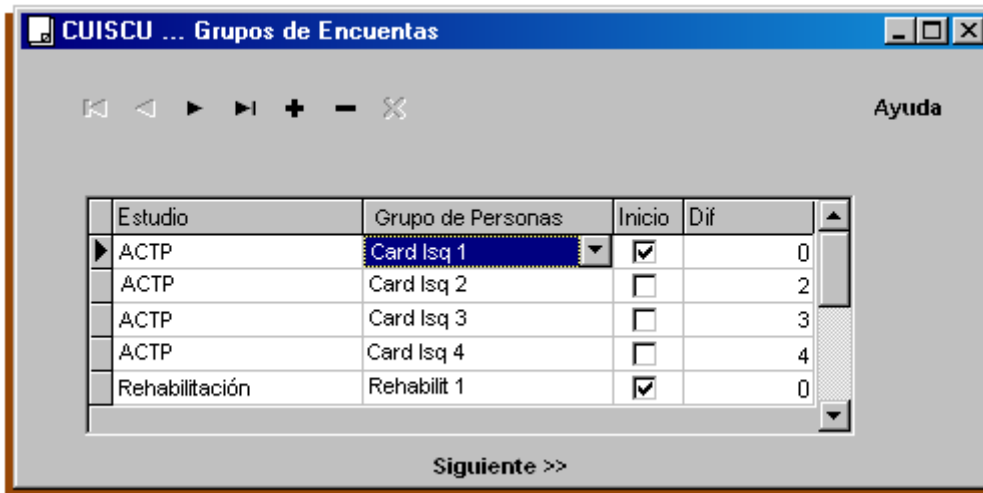 CUISCU ... Grupos de Encuentas
Ayuda
Estudio Grupo de Personas Inicio Dif
ACTP Card Isq 1 0
ACTP Card Isq 2 2
ACTP Card Isq 3 3
ACTP Card Isq 4 4
Rehabilitación Rehabilit 1 0
Siguiente >>